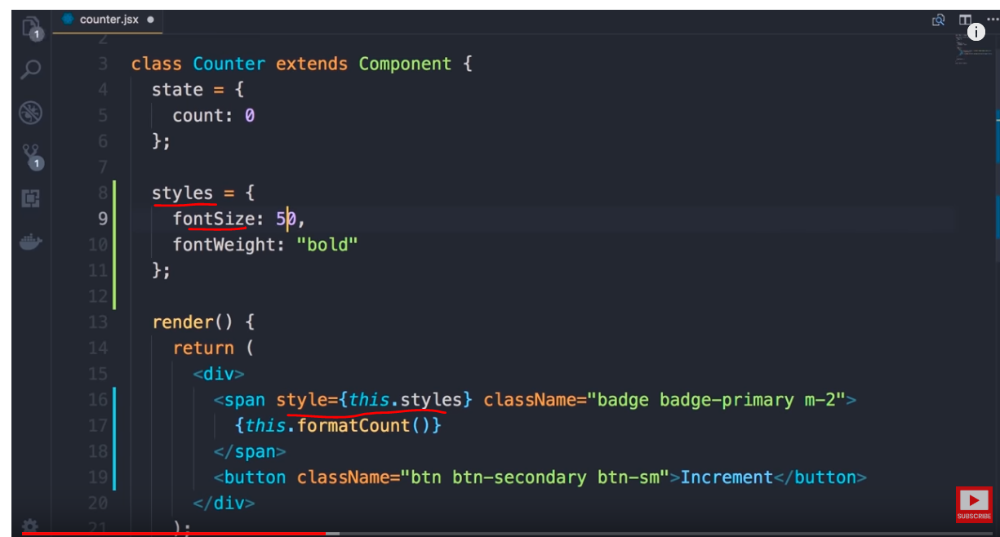 counter.jsx
1
2
3 class Counter extends Component {
4 state = {
5 count: 0
6 };
7
8 styles = {
9 fontSize: 50,
10 fontWeight: "bold"
11 };
12
13 render() {
14 return (
15 <div>
16 <span style={this.styles} className="badge badge-primary m-2">
17 {this.formatCount()}
18 </span>
19 <button className="btn btn-secondary btn-sm">Increment</button>
20 </div>
21 );
1
i
SUBSCRIBE